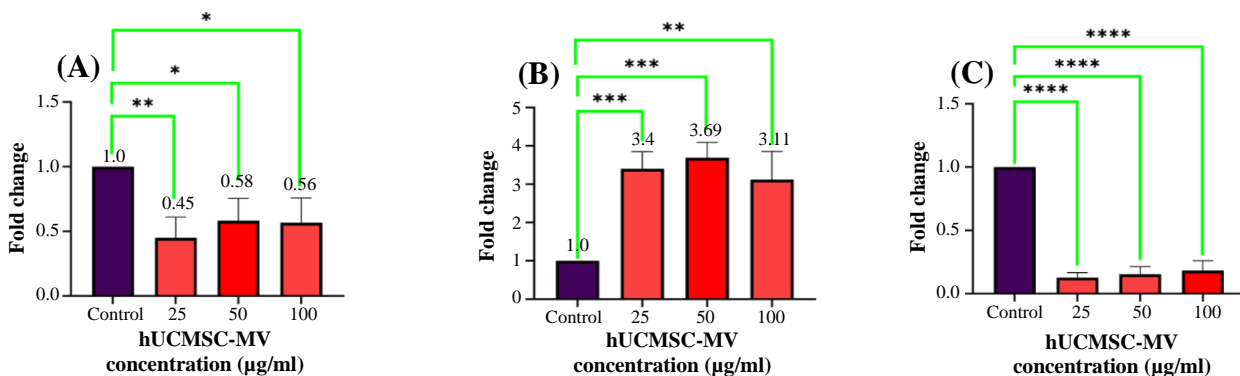 (A)
*
*
**
Fold change
1.5
1.0
0.5
0.0
1.0
0.45
0.58
0.56
Control 25 50 100
hUCMSC-MV
concentration (µg/ml)
(B)
**
***
***
Fold change
5
4
3
2
1
0
1.0
3.4
3.69
3.11
Control 25 50 100
hUCMSC-MV
concentration (µg/ml)
(C)
****
****
****
Fold change
1.5
1.0
0.5
0.0
Control 25 50 100
hUCMSC-MV
concentration (µg/ml)